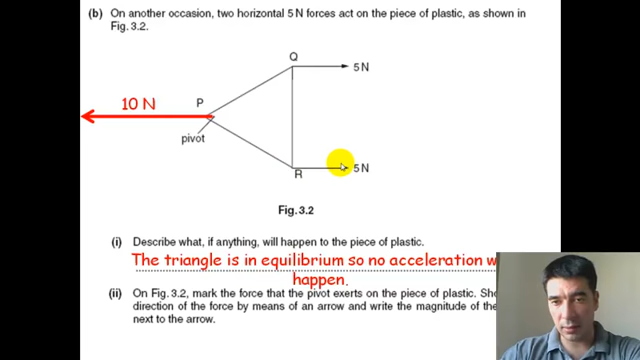 (b) On another occasion, two horizontal 5 N forces act on the piece of plastic, as shown in
Fig. 3.2.
Q
5 N
10 N
P
pivot
5 N
R
Fig. 3.2
(i) Describe what, if anything, will happen to the piece of plastic.
The triangle is in equilibrium so no acceleration
happen.
(ii) On Fig. 3.2, mark the force that the pivot exerts on the piece of plastic.
direction of the force by means of an arrow and write the magnitude of the
next to the arrow.